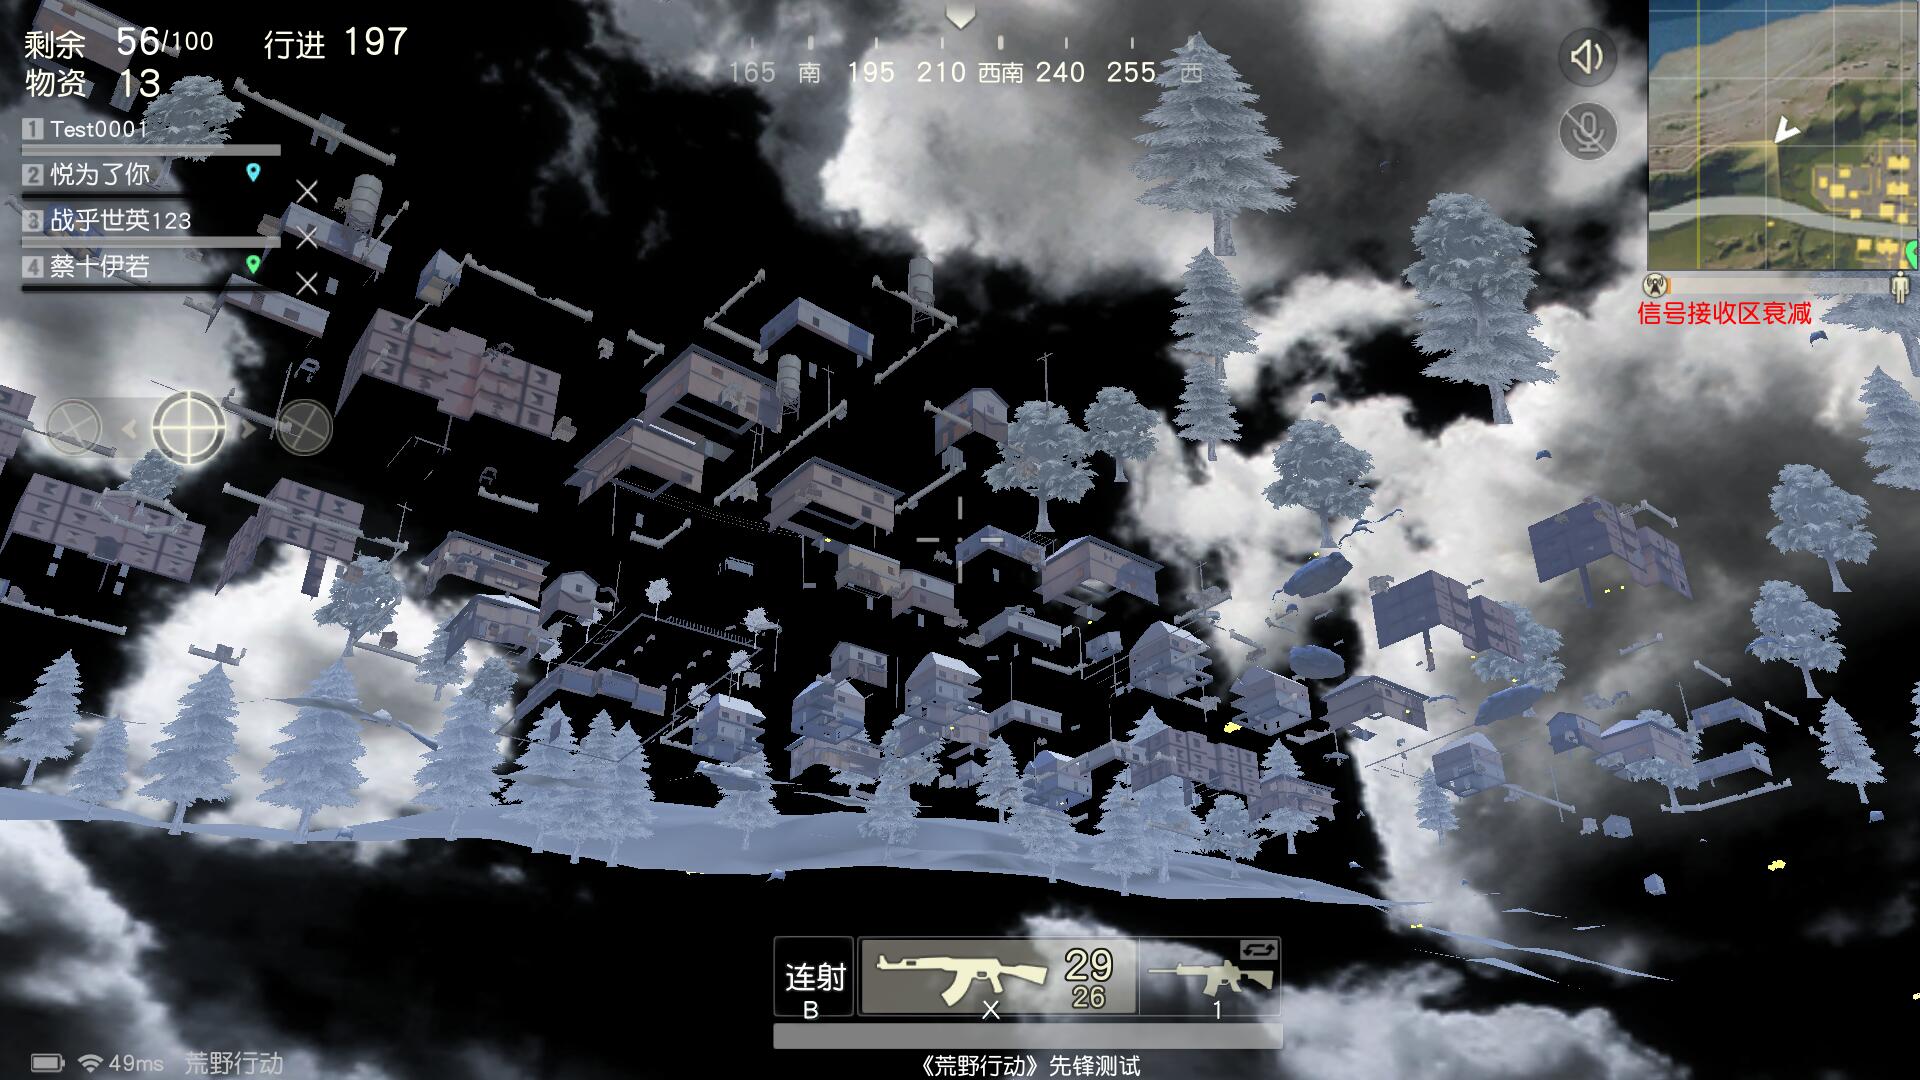 剩余 56/100 行进 197
物资 13
165 南 195 210 西南 240 255 西
1 Test0001
2 悦为了你
3 战乎世英123
4 蔡十伊若
信号接收区衰减
连射 29
26
B X 1
49ms 荒野行动
《荒野行动》先锋测试